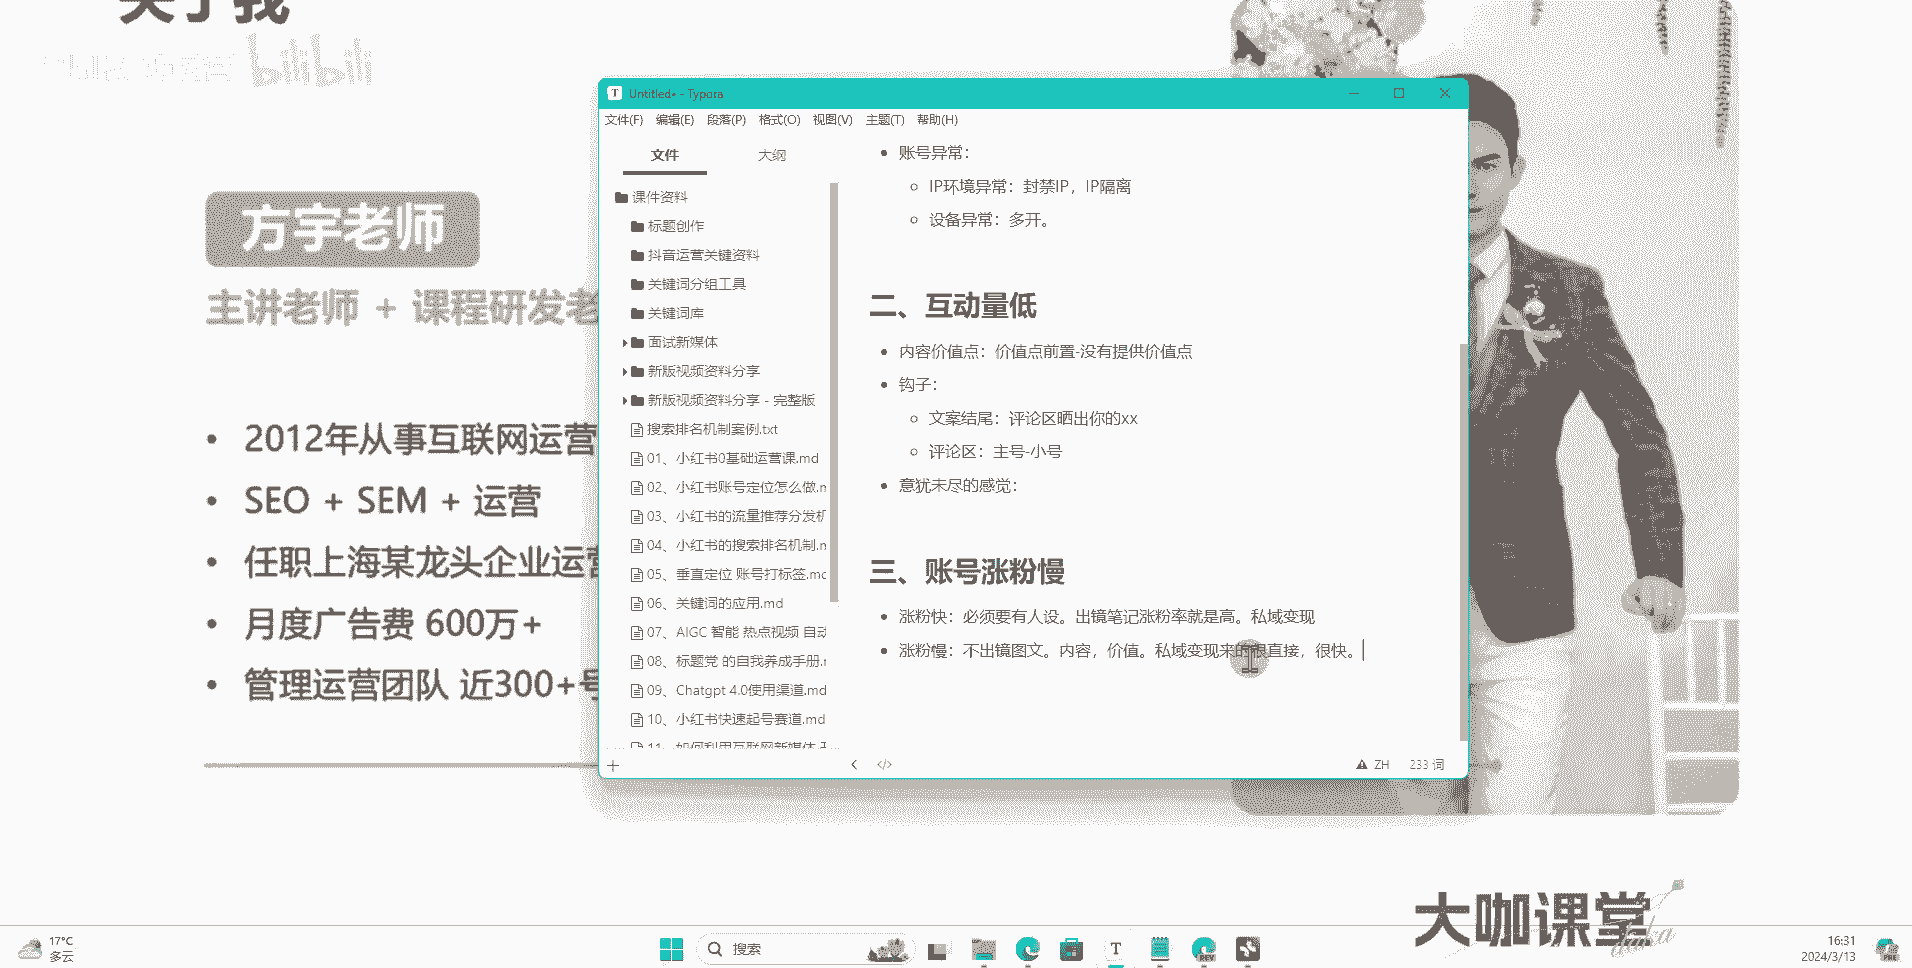 关于我
bilibili
方宇老师
主讲老师 + 课程研发老
2012年从事互联网运营
SEO + SEM + 运营
任职上海某龙头企业运营
月度广告费 600万+
管理运营团队 近300+号
Untitled• - Typora
文件(F) 编辑(E) 段落(P) 格式(O) 视图(V) 主题(T) 帮助(H)
文件 大纲
课件资料
标题创作
抖音运营关键资料
关键词分组工具
关键词库
面试新媒体
新版视频资料分享
新版视频资料分享 - 完整版
搜索排名机制案例.txt
01、小红书0基础运营课.md
02、小红书账号定位怎么做.m
03、小红书的流量推荐分发机
04、小红书的搜索排名机制.m
05、垂直定位 账号打标签.md
06、关键词的应用.md
07、AIGC 智能 热点视频 自动
08、标题党 的自我养成手册.m
09、Chatgpt 4.0使用渠道.md
10、小红书快速起号赛道.md
11、如何利用互联网新媒体
账号异常：
IP环境异常：封禁IP，IP隔离
设备异常：多开。
二、互动量低
内容价值点：价值点前置-没有提供价值点
钩子：
文案结尾：评论区晒出你的xx
评论区：主号-小号
意犹未尽的感觉：
三、账号涨粉慢
涨粉快：必须要有人设。出镜笔记涨粉率就是高。私域变现
涨粉慢：不出镜图文。内容，价值。私域变现来的很直接，很快。
ZH 233 词
大咖课堂
daka
17°C
多云
搜索
16:31
2024/3/13